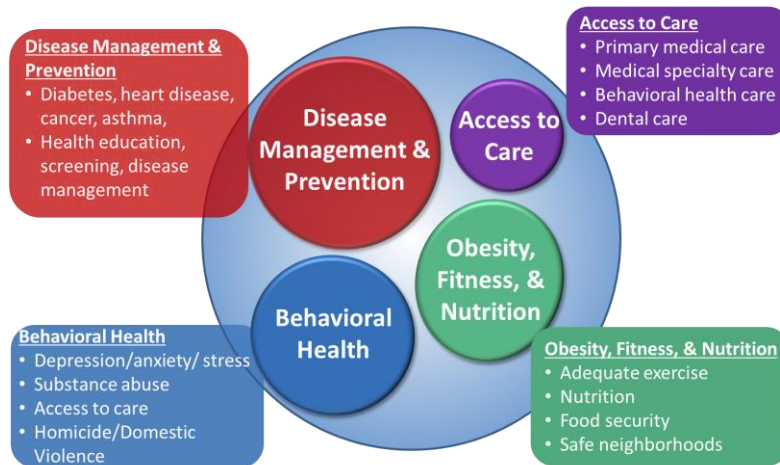 Disease Management &
Prevention
• Diabetes, heart disease,
cancer, asthma,
• Health education,
screening, disease
management
Access to Care
• Primary medical care
• Medical specialty care
• Behavioral health care
• Dental care
Disease
Management &
Prevention
Access to
Care
Obesity,
Fitness, &
Nutrition
Behavioral
Health
Behavioral Health
• Depression/anxiety/ stress
• Substance abuse
• Access to care
• Homicide/Domestic
Violence
Obesity, Fitness, & Nutrition
• Adequate exercise
• Nutrition
• Food security
• Safe neighborhoods